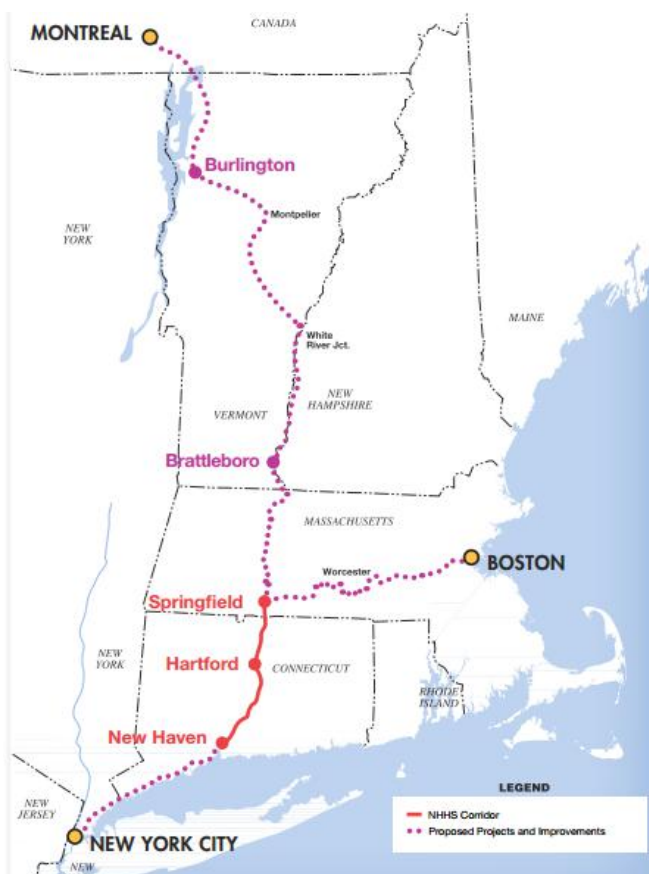 CANADA
MONTREAL
Burlington
Montpelier
NEW
YORK
MAINE
White
River Jct.
NEW
HAMPSHIRE
VERMONT
Brattleboro
MASSACHUSETTS
Worcester
BOSTON
Springfield
NEW
YORK
Hartford
CONNECTICUT
RHODE
ISLAND
New Haven
NEW
JERSEY
NEW YORK CITY
NEW
LEGEND
NHHS Corridor
Proposed Projects and Improvements